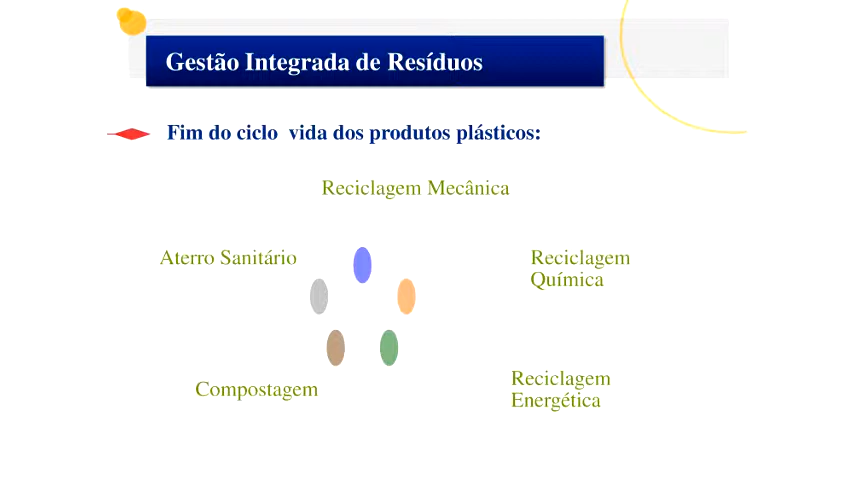 Gestão Integrada de Resíduos
Fim do ciclo  vida dos produtos plásticos:
Reciclagem Mecânica
Aterro Sanitário
Reciclagem
Química
Compostagem
Reciclagem
Energética